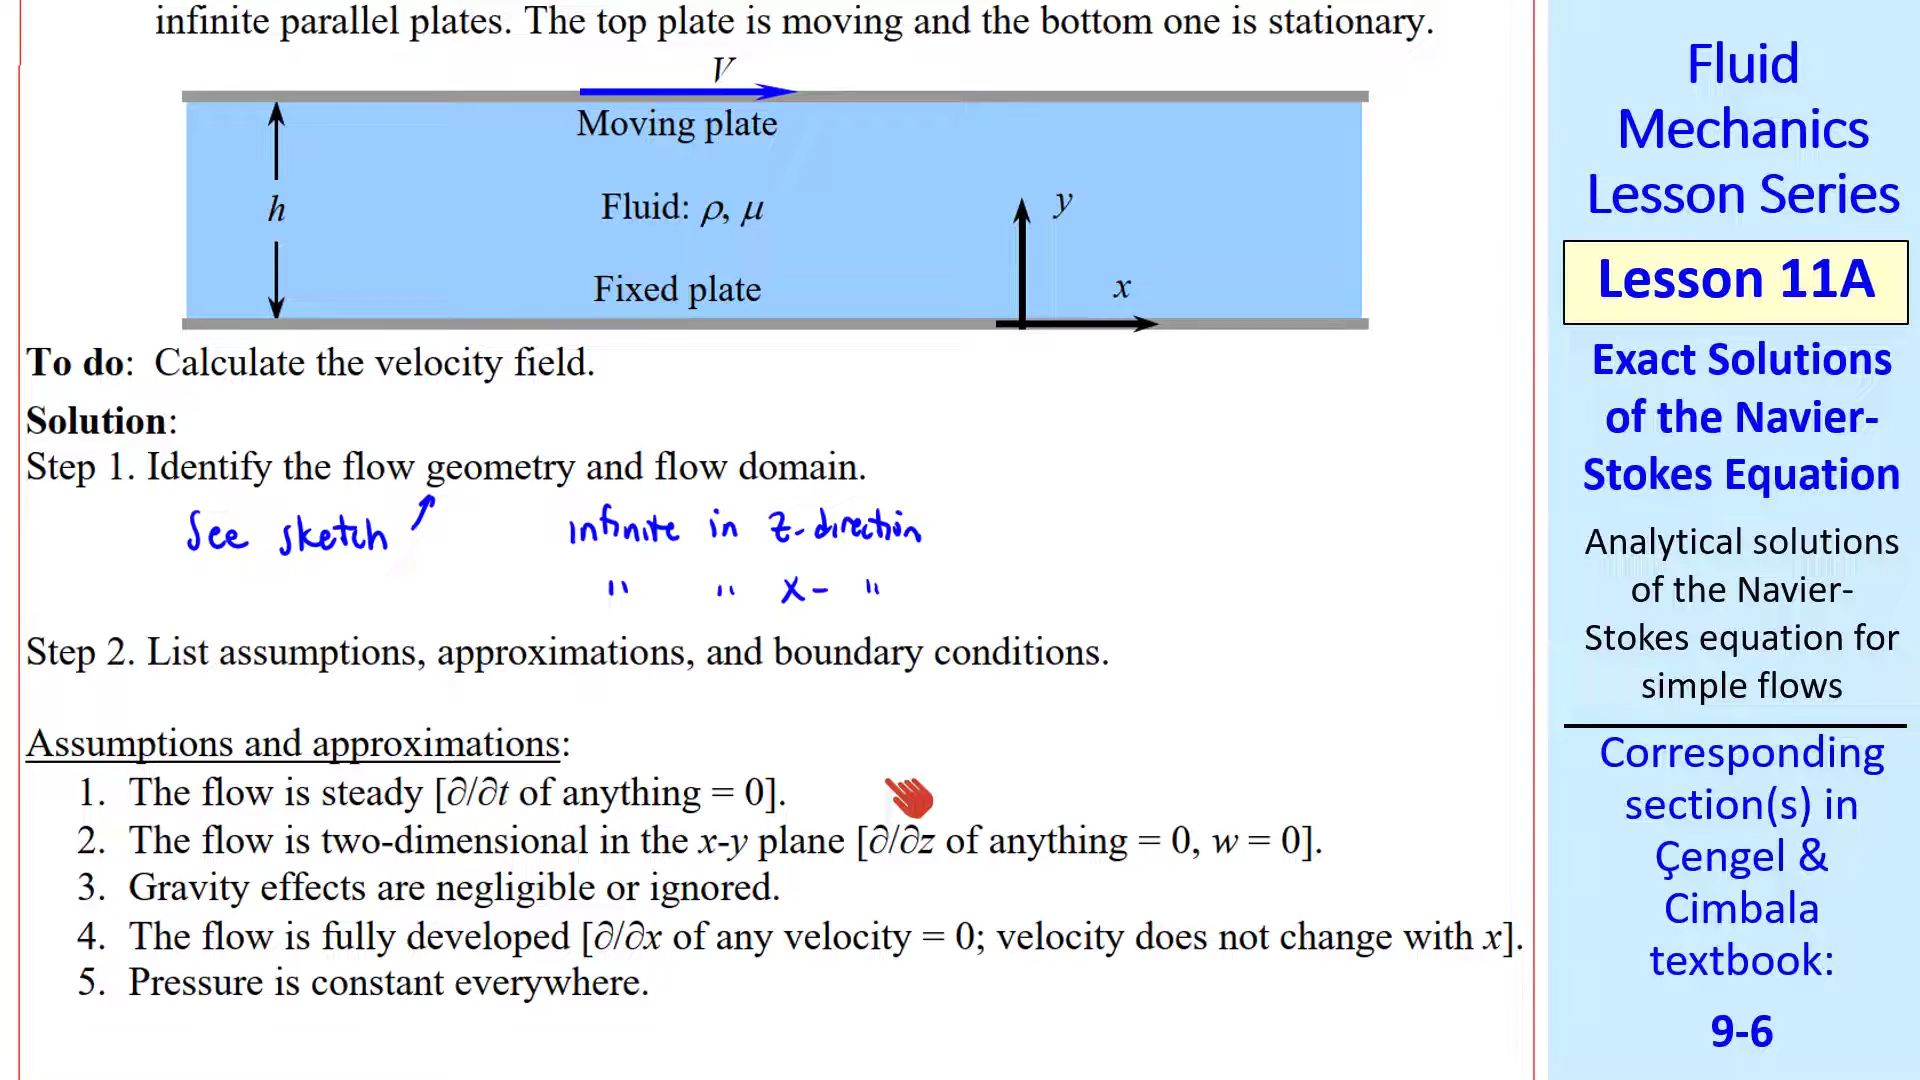 infinite parallel plates. The top plate is moving and the bottom one is stationary.
V
Moving plate
h
Fluid: ρ, μ
y
Fixed plate
x
To do: Calculate the velocity field.
Solution:
Step 1. Identify the flow geometry and flow domain.
See sketch
infinite in z-direction
" " x- "
Step 2. List assumptions, approximations, and boundary conditions.
Assumptions and approximations:
1. The flow is steady [∂/∂t of anything = 0].
2. The flow is two-dimensional in the x-y plane [∂/∂z of anything = 0, w = 0].
3. Gravity effects are negligible or ignored.
4. The flow is fully developed [∂/∂x of any velocity = 0; velocity does not change with x].
5. Pressure is constant everywhere.
Fluid
Mechanics
Lesson Series
Lesson 11A
Exact Solutions
of the Navier-
Stokes Equation
Analytical solutions
of the Navier-
Stokes equation for
simple flows
Corresponding
section(s) in
Çengel &
Cimbala
textbook:
9-6